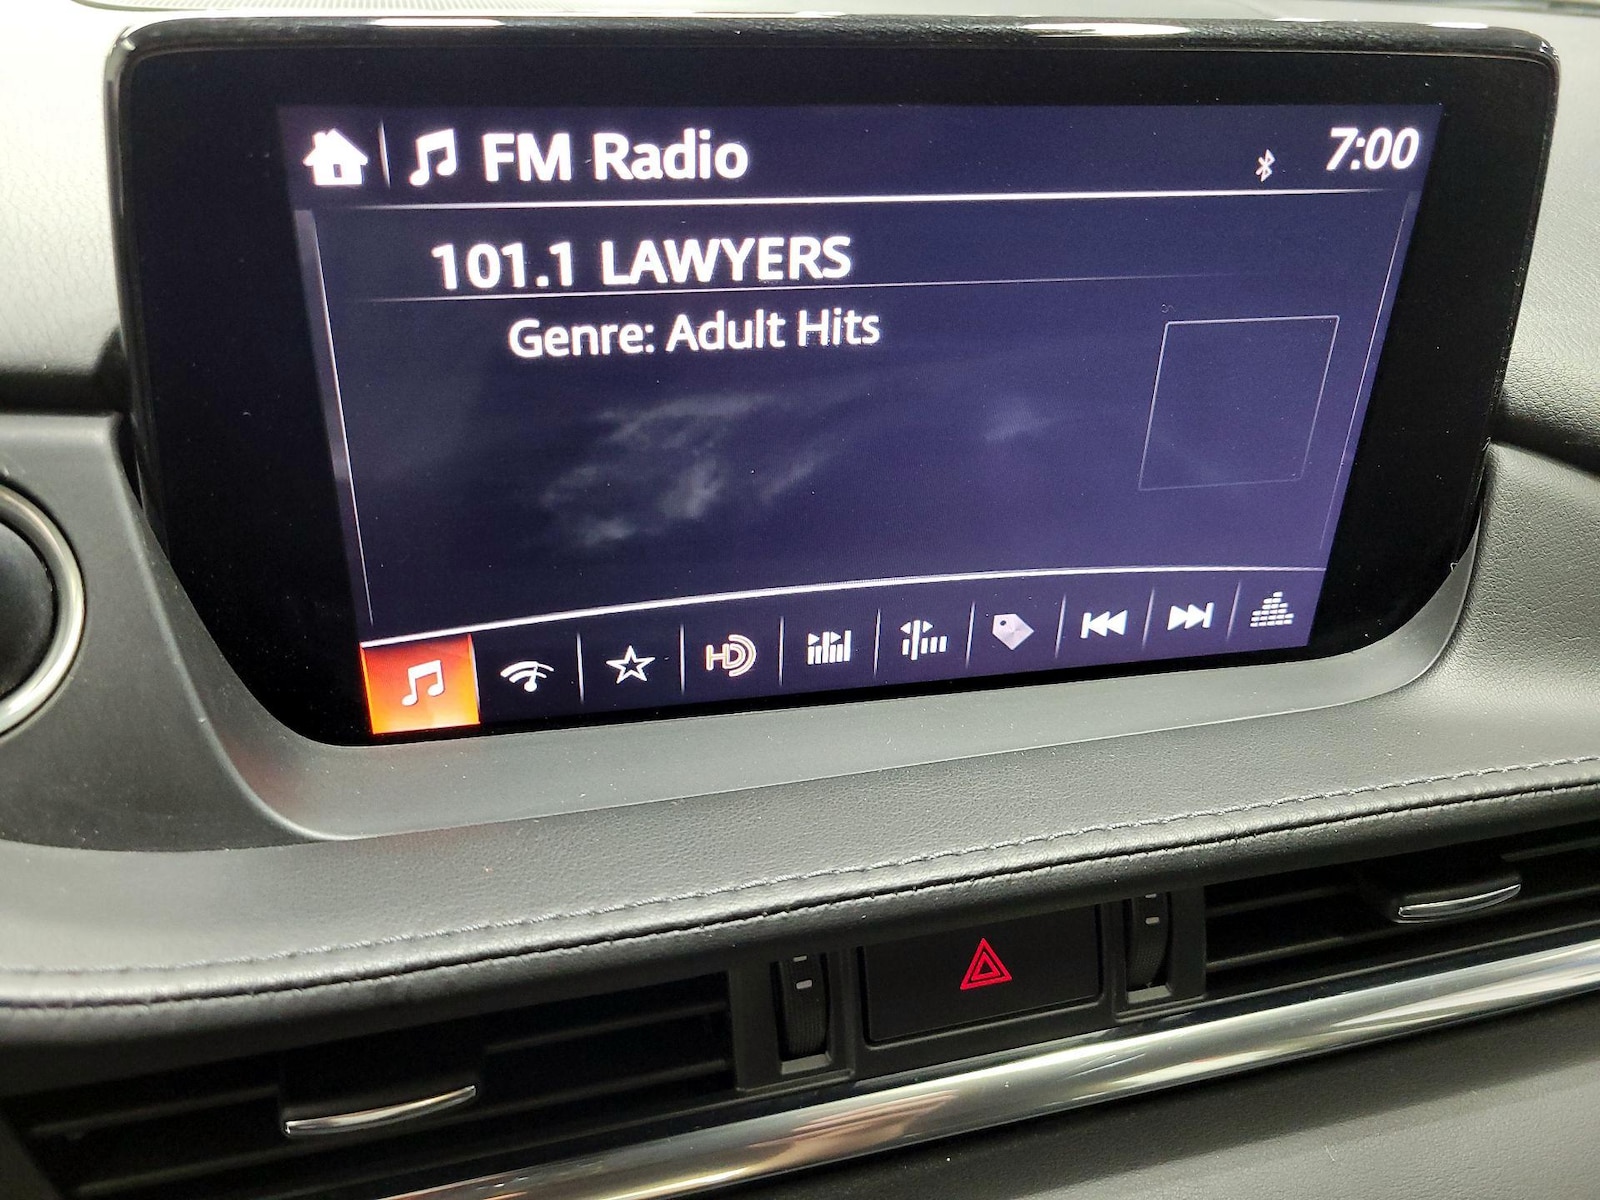 FM Radio
7:00
101.1 LAWYERS
Genre: Adult Hits
HD